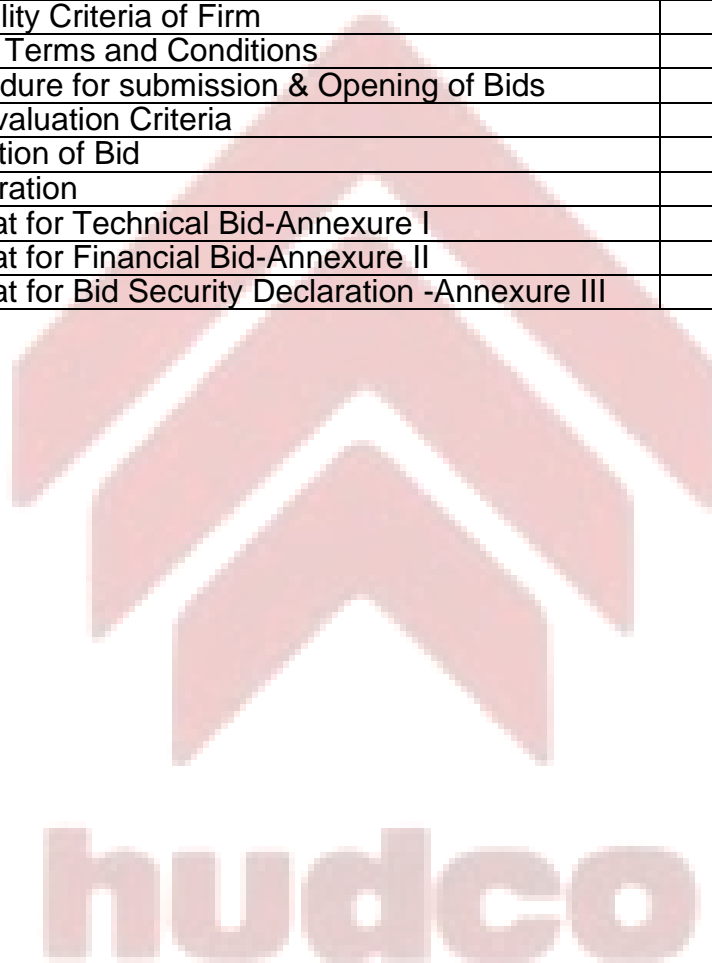 lity Criteria of Firm
Terms and Conditions
dure for submission & Opening of Bids
valuation Criteria
tion of Bid
ration
at for Technical Bid-Annexure I
at for Financial Bid-Annexure II
at for Bid Security Declaration -Annexure III
hudco